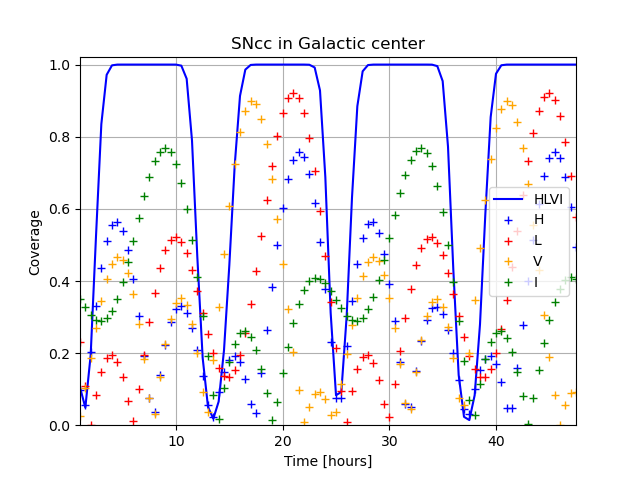 SNcc in Galactic center
Coverage
1.0
0.8
0.6
0.4
0.2
0.0
HLVI
H
L
V
I
10
20
30
40
Time [hours]